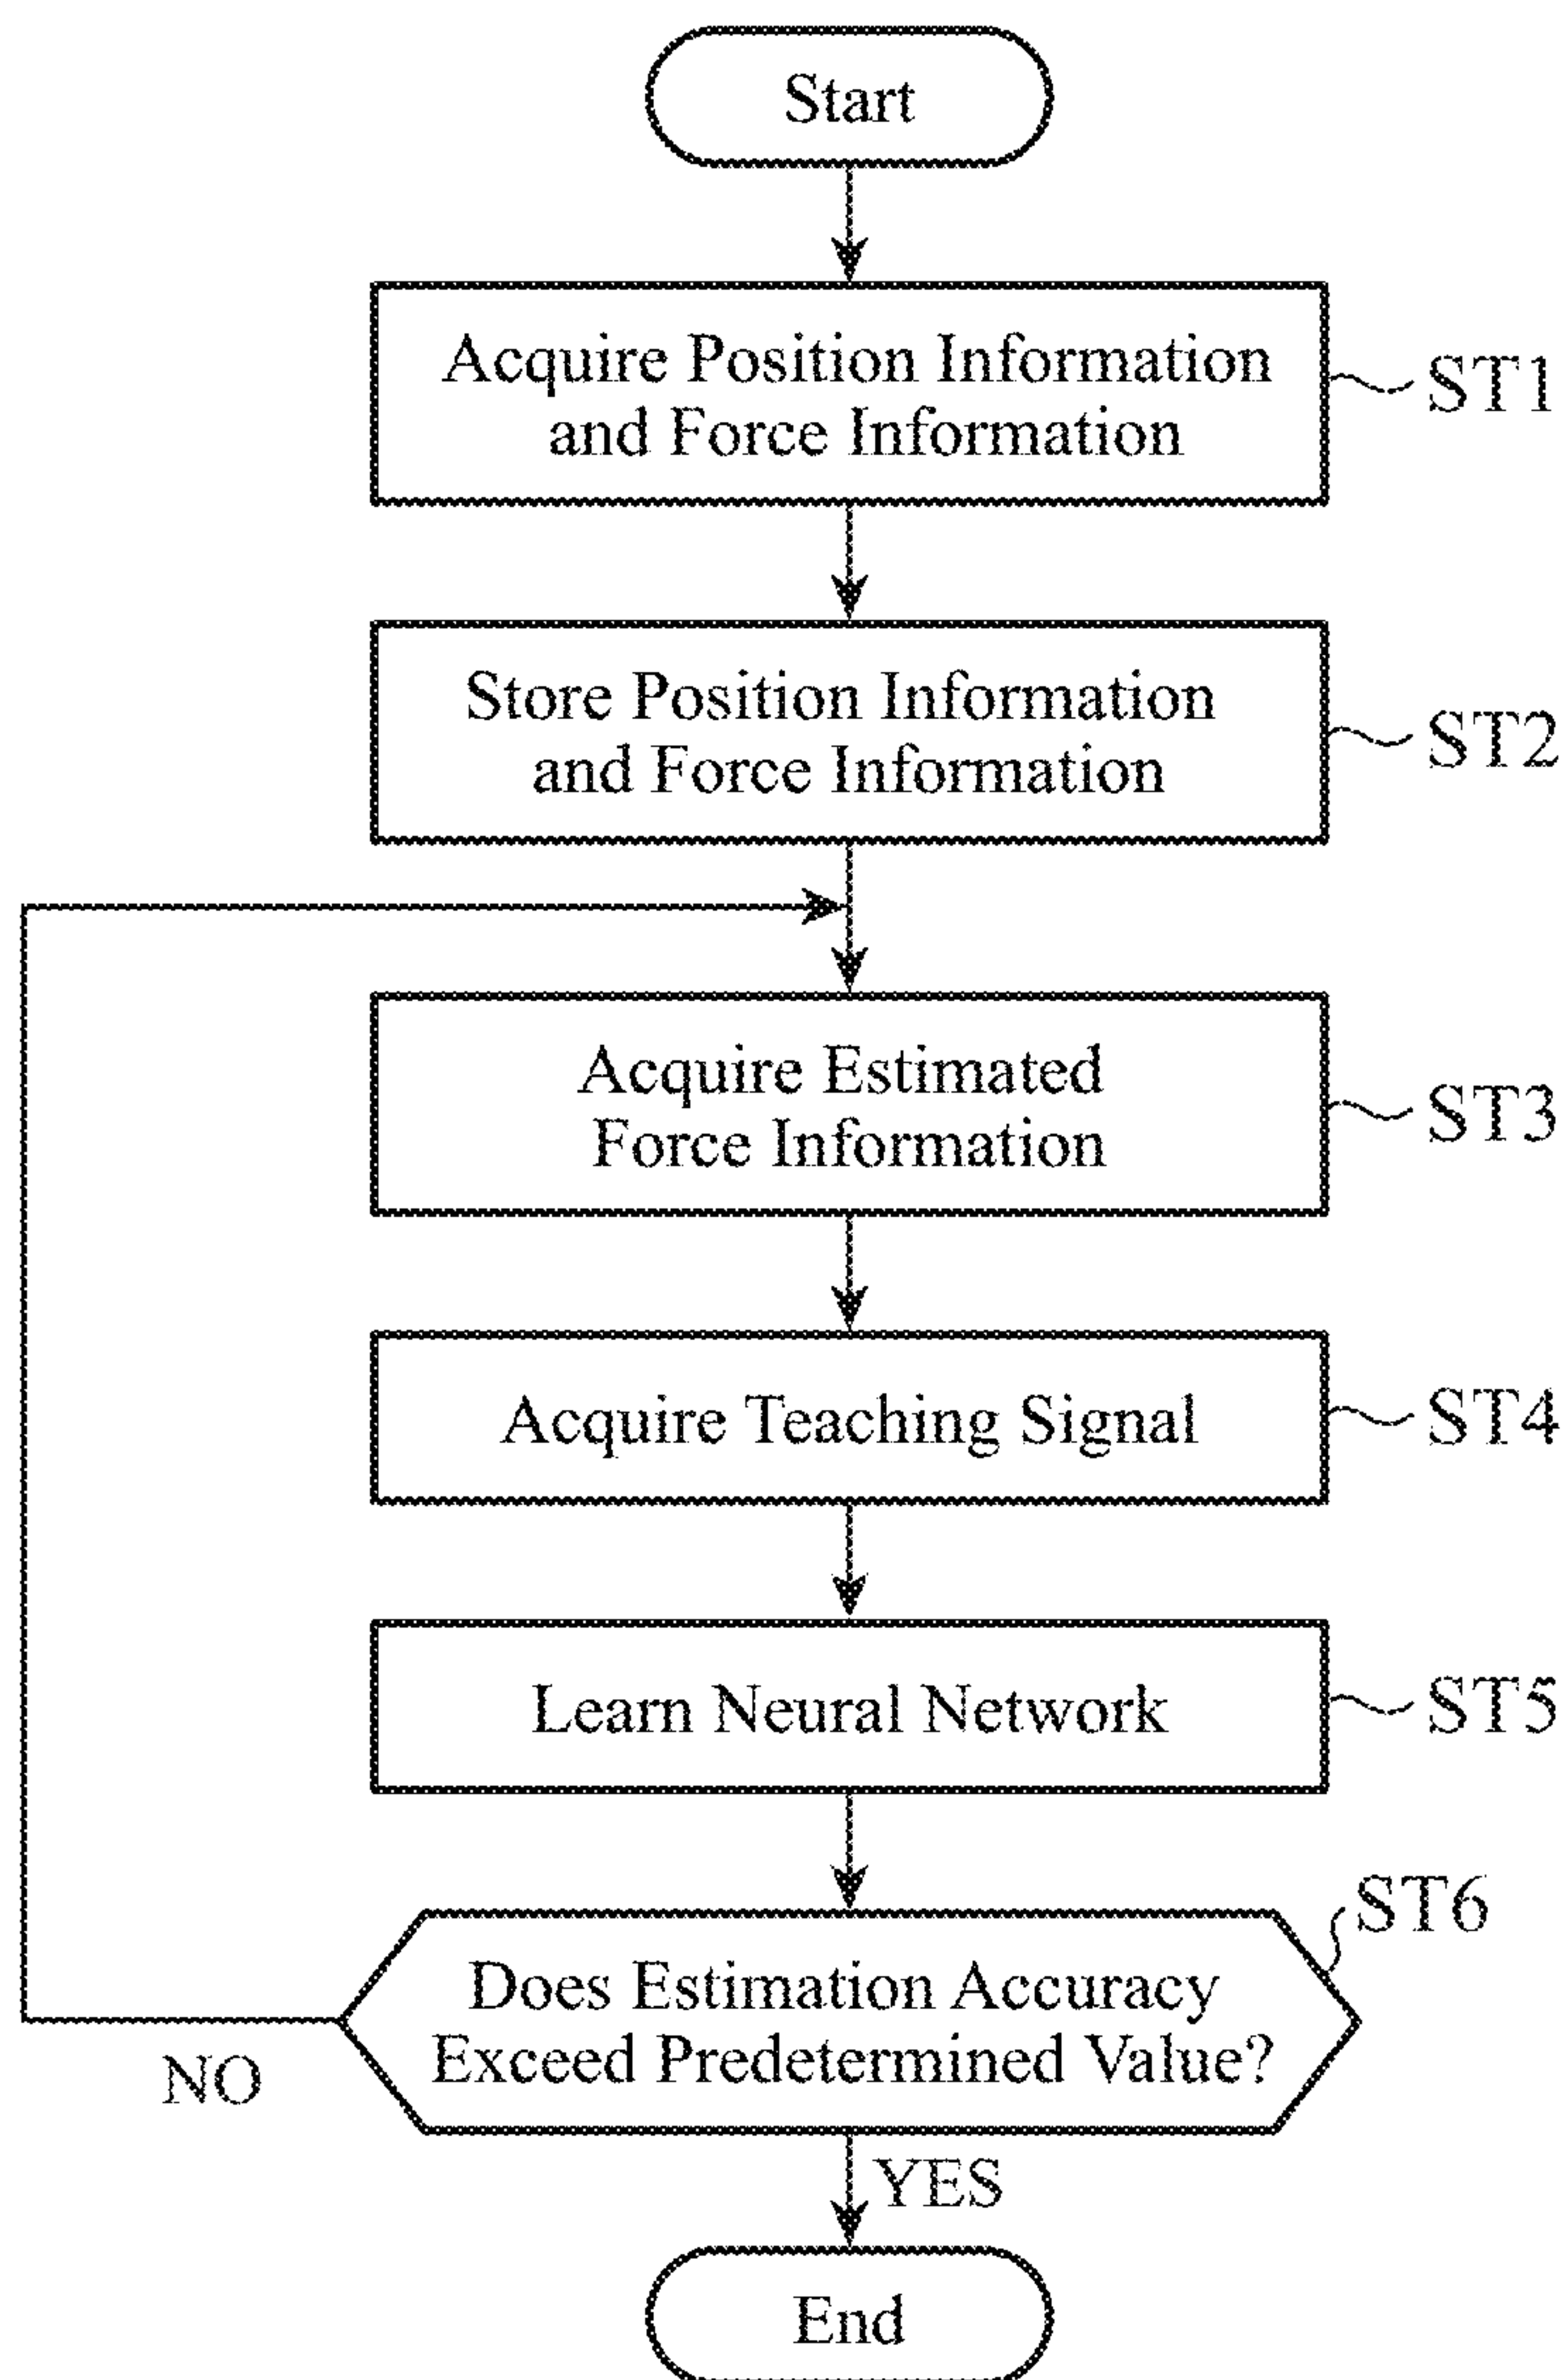 Start
Acquire Position Information
and Force Information
ST1
Store Position Information
and Force Information
ST2
Acquire Estimated
Force Information
ST3
Acquire Teaching Signal
ST4
Learn Neural Network
ST5
ST6
Does Estimation Accuracy
Exceed Predetermined Value?
NO
YES
End